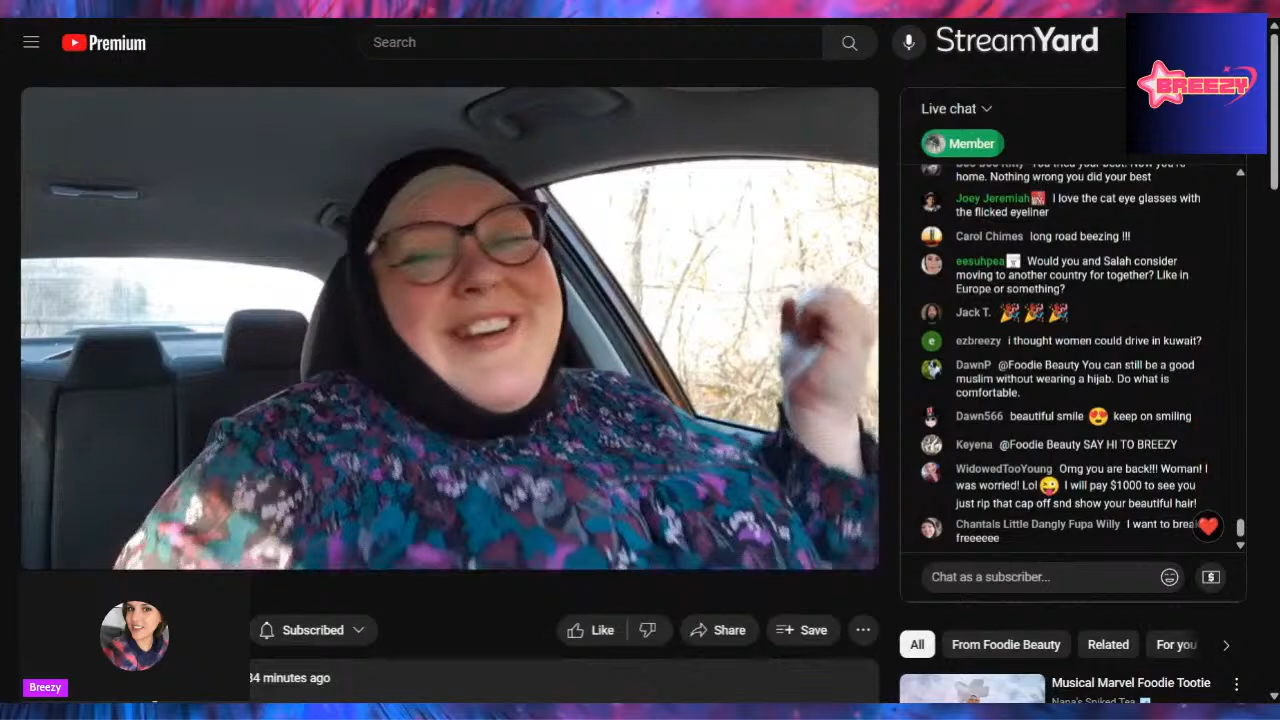 Premium
Search
StreamYard
BREEZY
Live chat
Member
home. Nothing wrong you did your best
Joey Jeremiah I love the cat eye glasses with
the flicked eyeliner
Carol Chimes long road beezing !!!
eesuhpea Would you and Salah consider
moving to another country for together? Like in
Europe or something?
Jack T.
e
ezbreezy i thought women could drive in kuwait?
DawnP @Foodie Beauty You can still be a good
muslim without wearing a hijab. Do what is
comfortable.
Dawn566 beautiful smile 😍 keep on smiling
Keyena @Foodie Beauty SAY HI TO BREEZY
WidowedTooYoung Omg you are back!!! Woman! I
was worried! Lol 😜 I will pay $1000 to see you
just rip that cap off snd show your beautiful hair!
Chantals Little Dangly Fupa Willy I want to brea
freeeeee
Chat as a subscriber...
Subscribed
Like
Share
Save
All
From Foodie Beauty
Related
For you
34 minutes ago
Musical Marvel Foodie Tootie
Nana's Spiked Tea
Breezy